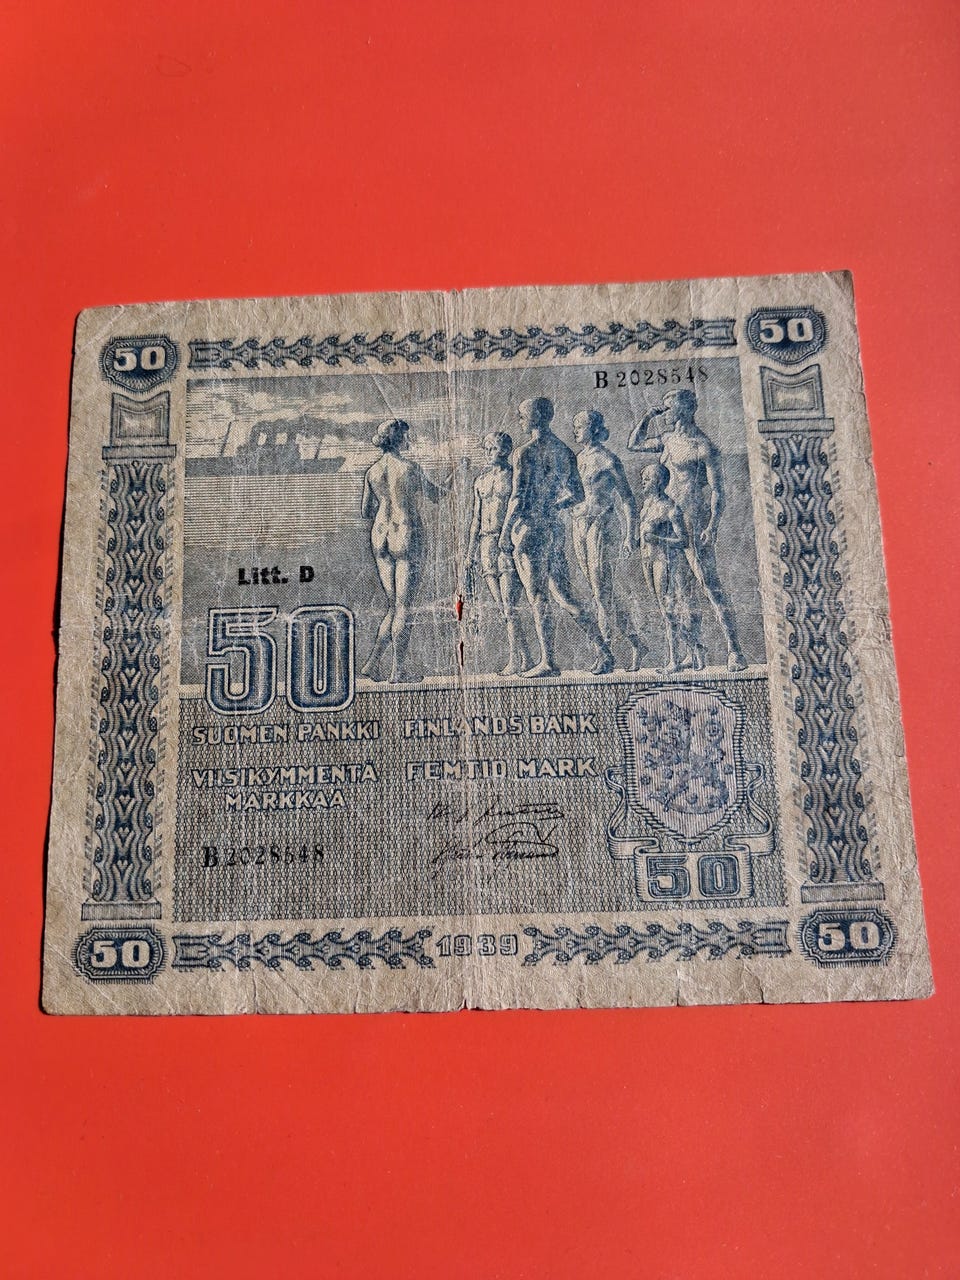 50 50
B 2028548
Litt. D
50
SUOMEN PANKKI FINLANDS BANK
VIISIKYMMENTÄ FEMTIO MARK
MARKKAA
B 2028548
50
50 1939 50